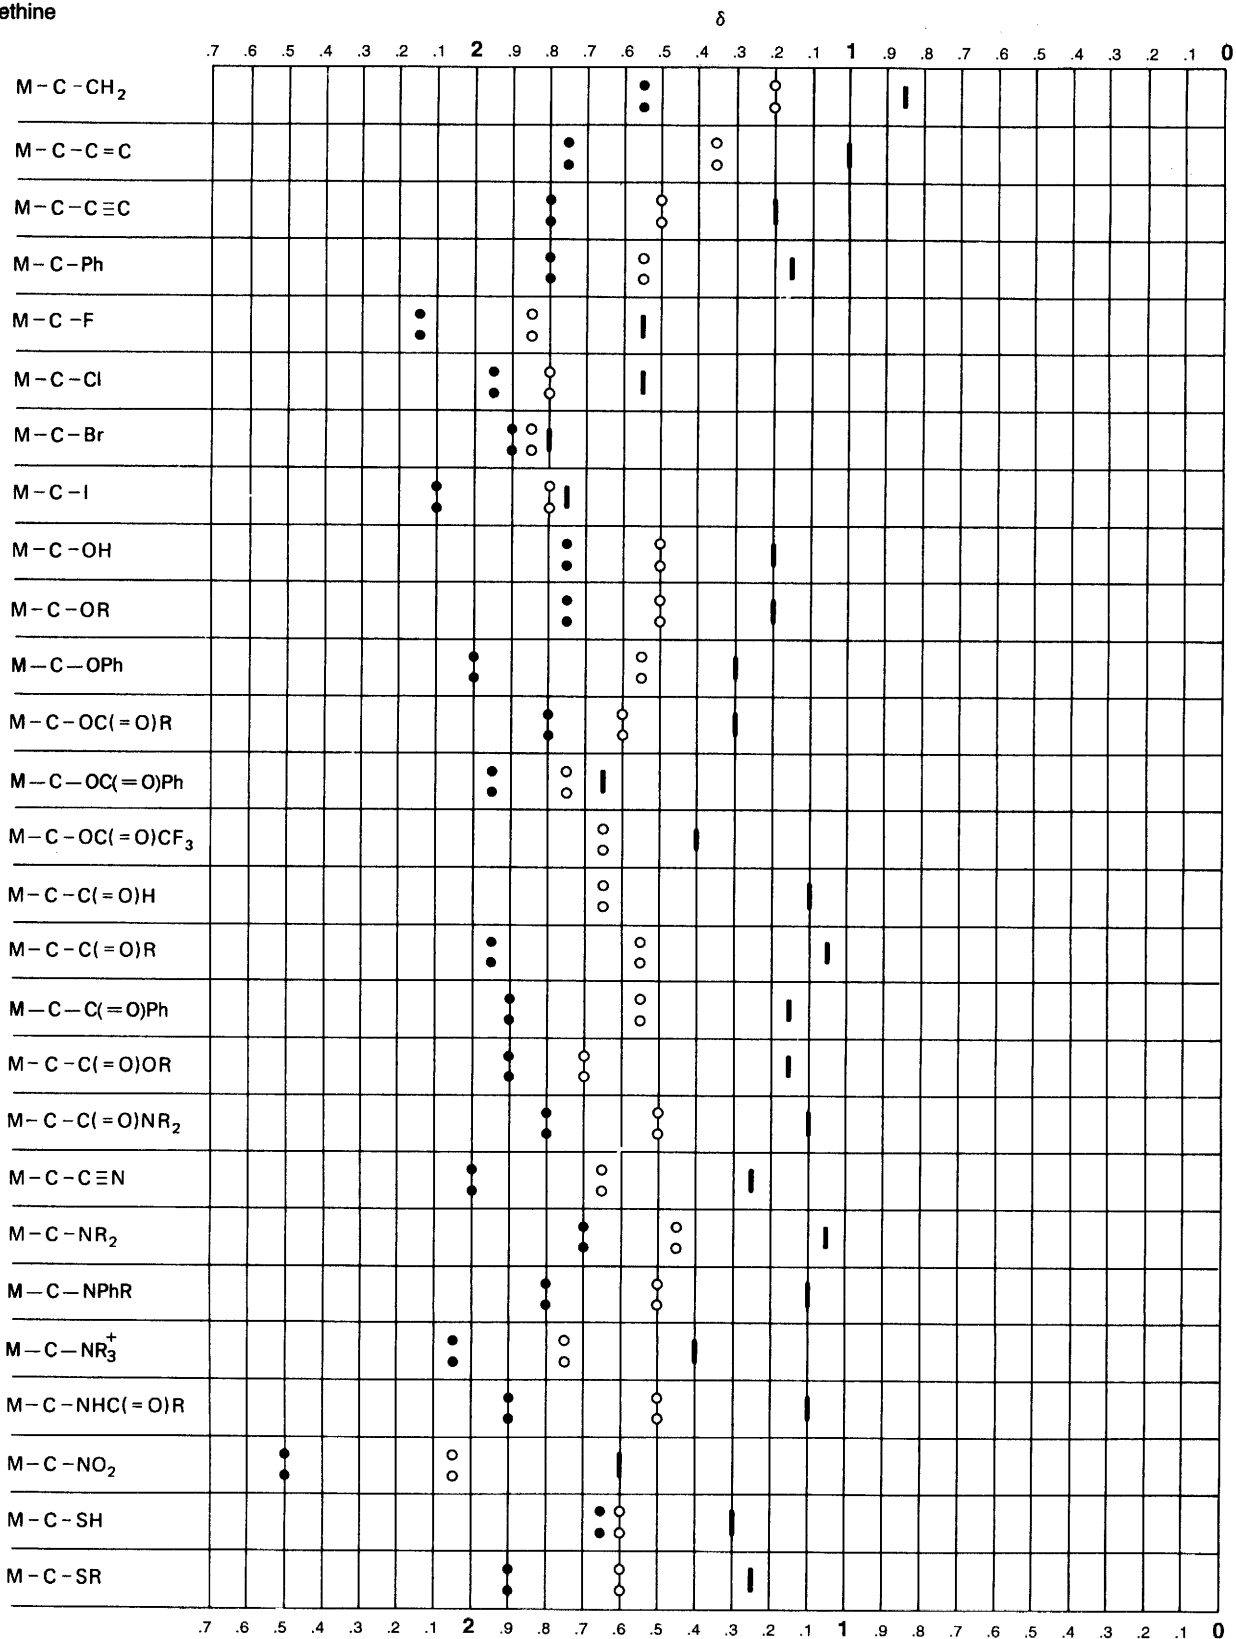 ethine
δ
.7 .6 .5 .4 .3 .2 .1 2 .9 .8 .7 .6 .5 .4 .3 .2 .1 1 .9 .8 .7 .6 .5 .4 .3 .2 .1 0
M–C–CH₂
M–C–C=C
M–C–C≡C
M–C–Ph
M–C–F
M–C–Cl
M–C–Br
M–C–I
M–C–OH
M–C–OR
M–C–OPh
M–C–OC(=O)R
M–C–OC(=O)Ph
M–C–OC(=O)CF₃
M–C–C(=O)H
M–C–C(=O)R
M–C–C(=O)Ph
M–C–C(=O)OR
M–C–C(=O)NR₂
M–C–C≡N
M–C–NR₂
M–C–NPhR
M–C–NR₃⁺
M–C–NHC(=O)R
M–C–NO₂
M–C–SH
M–C–SR
.7 .6 .5 .4 .3 .2 .1 2 .9 .8 .7 .6 .5 .4 .3 .2 .1 1 .9 .8 .7 .6 .5 .4 .3 .2 .1 0